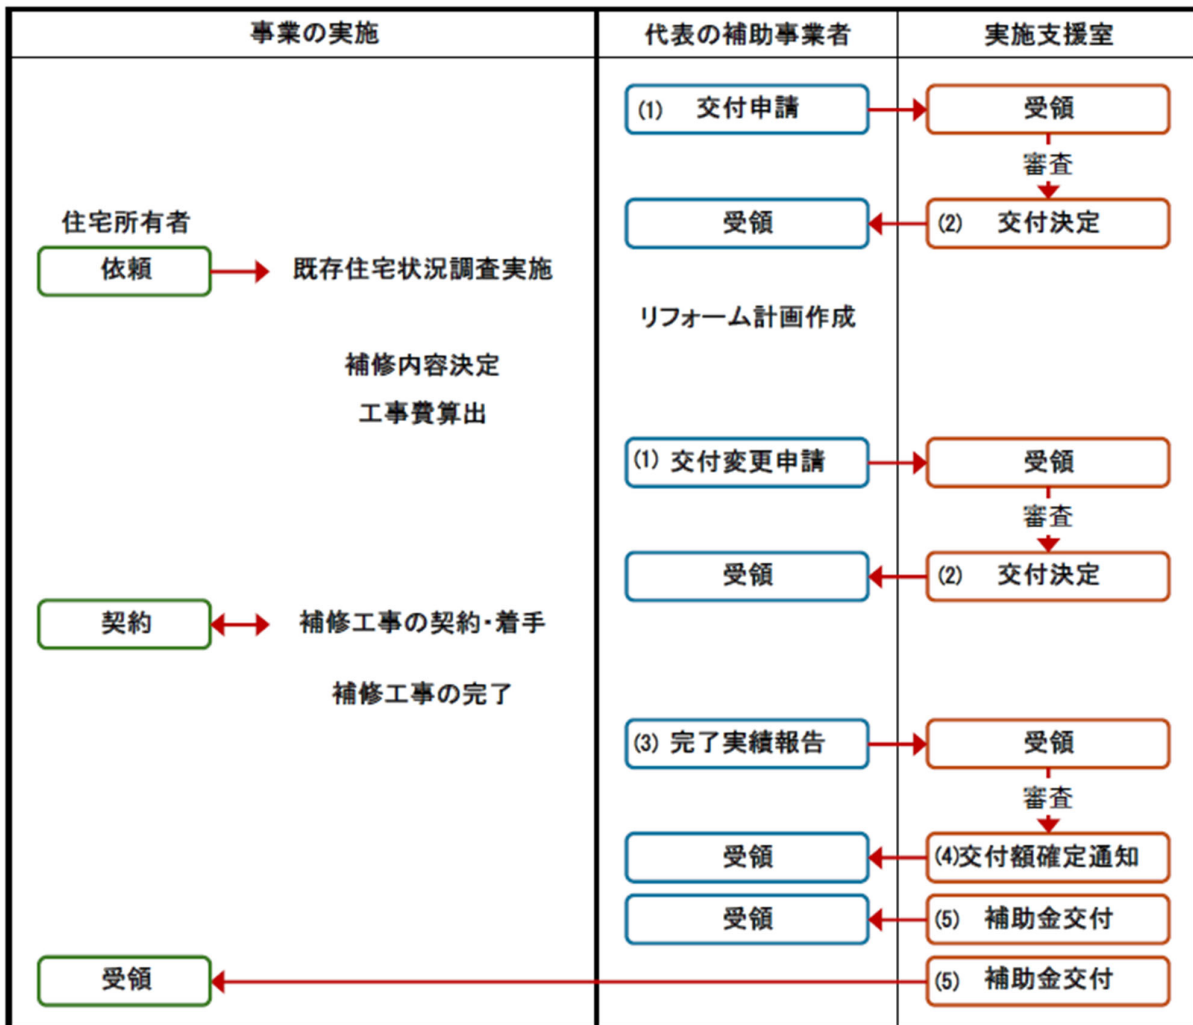 事業の実施
代表の補助事業者
実施支援室
(1) 交付申請
受領
審査
受領
(2) 交付決定
住宅所有者
依頼
既存住宅状況調査実施
リフォーム計画作成
補修内容決定
工事費算出
(1) 交付変更申請
受領
審査
受領
(2) 交付決定
契約
補修工事の契約・着手
補修工事の完了
(3) 完了実績報告
受領
審査
受領
(4)交付額確定通知
受領
(5) 補助金交付
受領
(5) 補助金交付